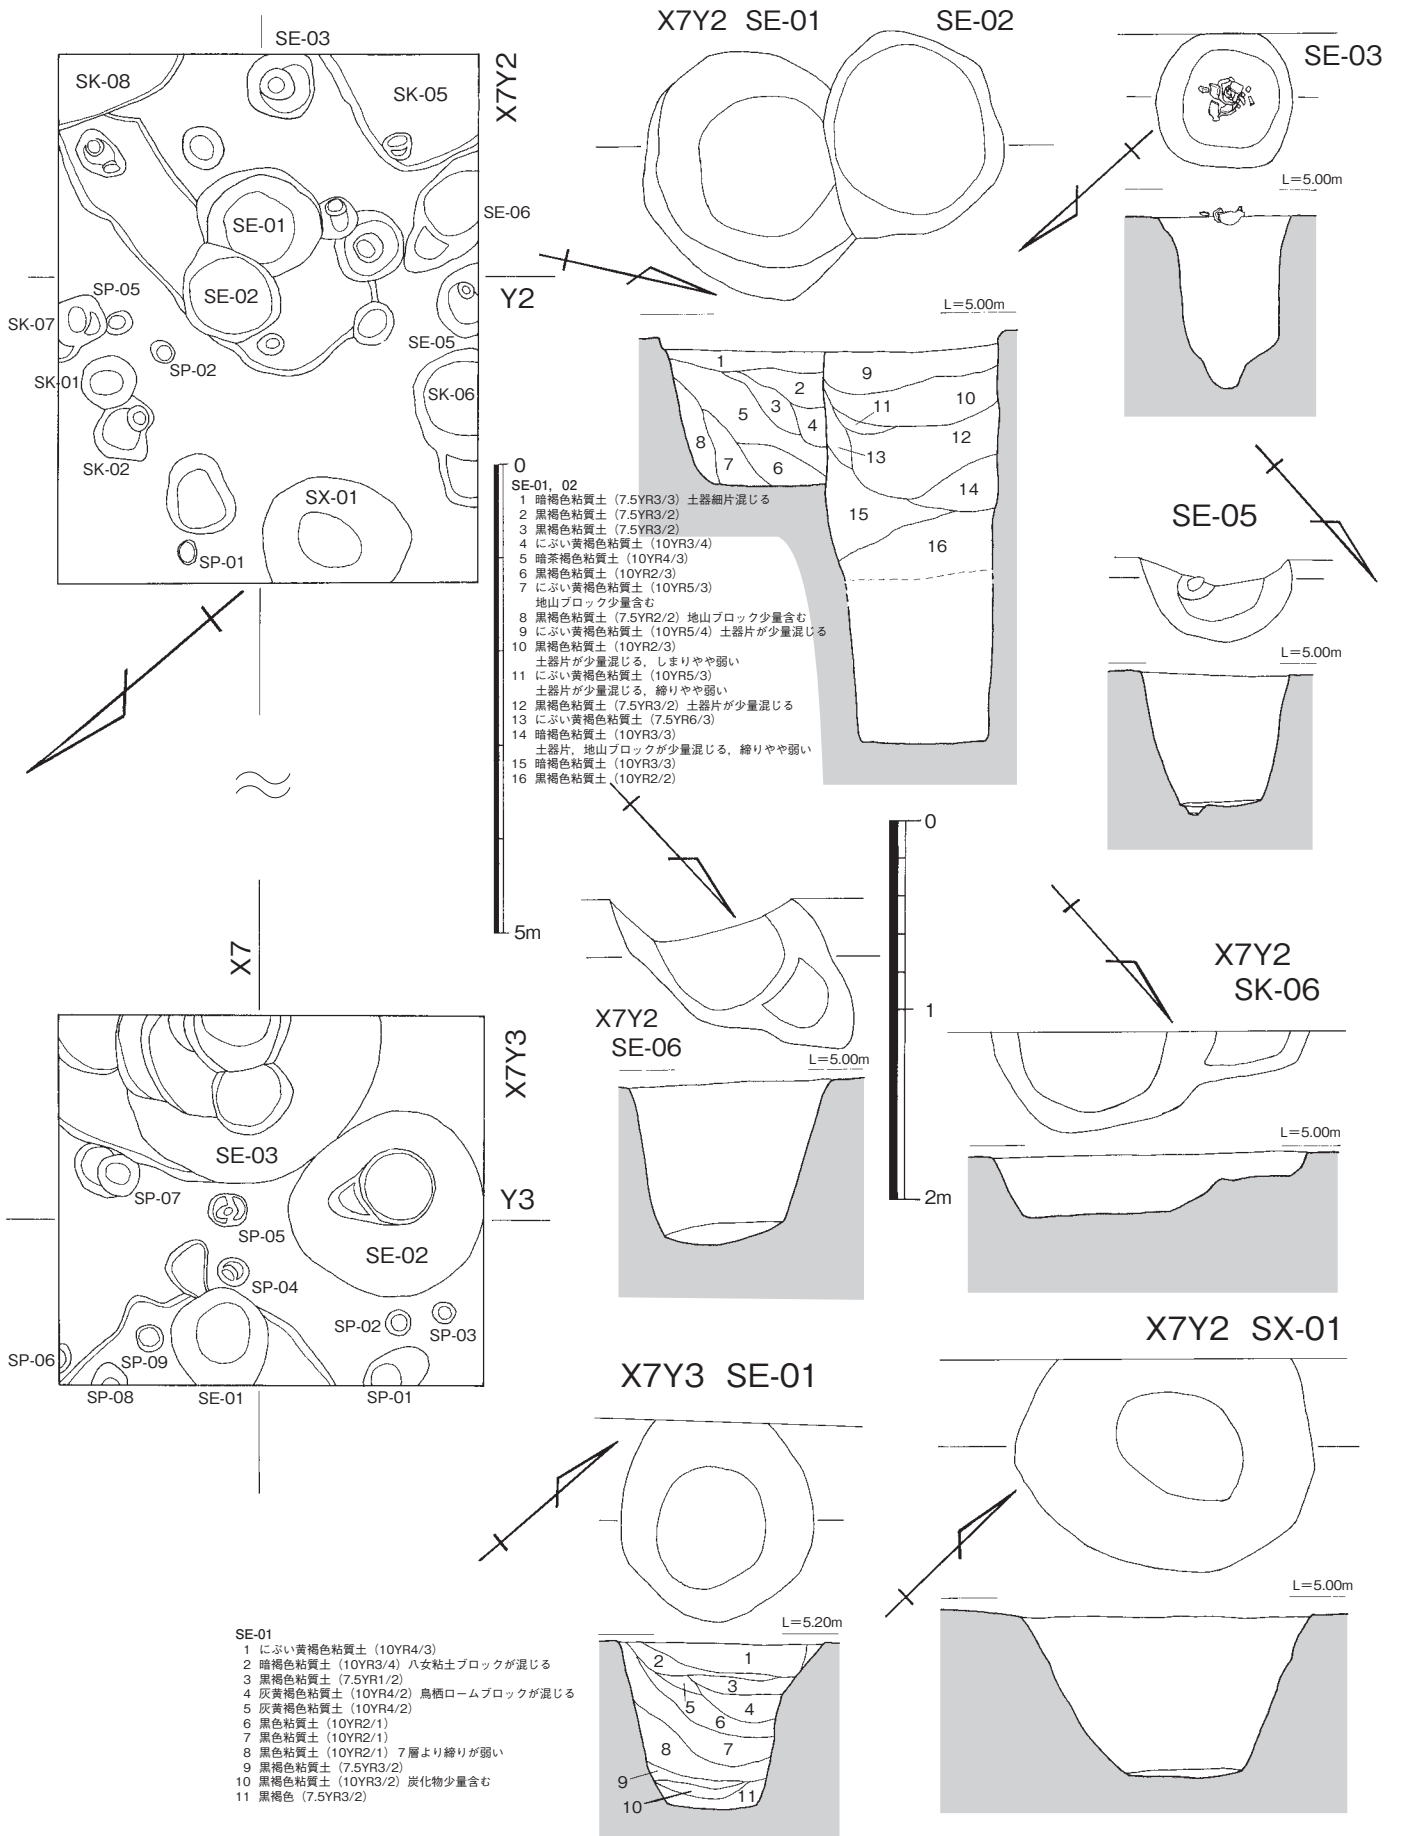 SE-03
SK-08
SK-05
X7Y2
SE-01
SE-06
SE-02
Y2
SP-05
SK-07
SP-02
SE-05
SK-01
SK-06
SK-02
SX-01
SP-01
X7Y2 SE-01
SE-02
SE-03
L=5.00m
L=5.00m
1
2
3
4
5
6
7
8
9
10
11
12
13
14
15
16
0
5m
SE-01，02
1 暗褐色粘質土（7.5YR3/3）土器細片混じる
2 黒褐色粘質土（7.5YR3/2）
3 黒褐色粘質土（7.5YR3/2）
4 にぶい黄褐色粘質土（10YR3/4）
5 暗茶褐色粘質土（10YR4/3）
6 黒褐色粘質土（10YR2/3）
7 にぶい黄褐色粘質土（10YR5/3）
地山ブロック少量含む
8 黒褐色粘質土（7.5YR2/2）地山ブロック少量含む
9 にぶい黄褐色粘質土（10YR5/4）土器片が少量混じる
10 黒褐色粘質土（10YR2/3）
土器片が少量混じる，しまりやや弱い
11 にぶい黄褐色粘質土（10YR5/3）
土器片が少量混じる，締りやや弱い
12 黒褐色粘質土（7.5YR3/2）土器片が少量混じる
13 にぶい黄褐色粘質土（7.5YR6/3）
14 暗褐色粘質土（10YR3/3）
土器片，地山ブロックが少量混じる，締りやや弱い
15 暗褐色粘質土（10YR3/3）
16 黒褐色粘質土（10YR2/2）
SE-05
L=5.00m
X7
X7Y3
SE-03
SP-07
Y3
SP-05
SE-02
SP-04
SP-02
SP-03
SP-06
SP-09
SP-08
SE-01
SP-01
X7Y2
SE-06
L=5.00m
0
1
2m
X7Y2
SK-06
L=5.00m
X7Y3 SE-01
L=5.20m
1
2
3
4
5
6
7
8
9
10
11
X7Y2 SX-01
L=5.00m
SE-01
1 にぶい黄褐色粘質土（10YR4/3）
2 暗褐色粘質土（10YR3/4）八女粘土ブロックが混じる
3 黒褐色粘質土（7.5YR1/2）
4 灰黄褐色粘質土（10YR4/2）鳥栖ロームブロックが混じる
5 灰黄褐色粘質土（10YR4/2）
6 黒色粘質土（10YR2/1）
7 黒色粘質土（10YR2/1）
8 黒色粘質土（10YR2/1）７層より締りが弱い
9 黒褐色粘質土（7.5YR3/2）
10 黒褐色粘質土（10YR3/2）炭化物少量含む
11 黒褐色（7.5YR3/2）